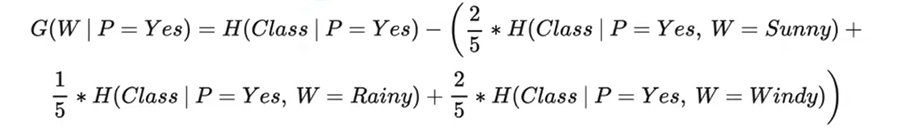 G(W | P = Yes) = H(Class | P = Yes) − (2/5 * H(Class | P = Yes, W = Sunny) +
1/5 * H(Class | P = Yes, W = Rainy) + 2/5 * H(Class | P = Yes, W = Windy))